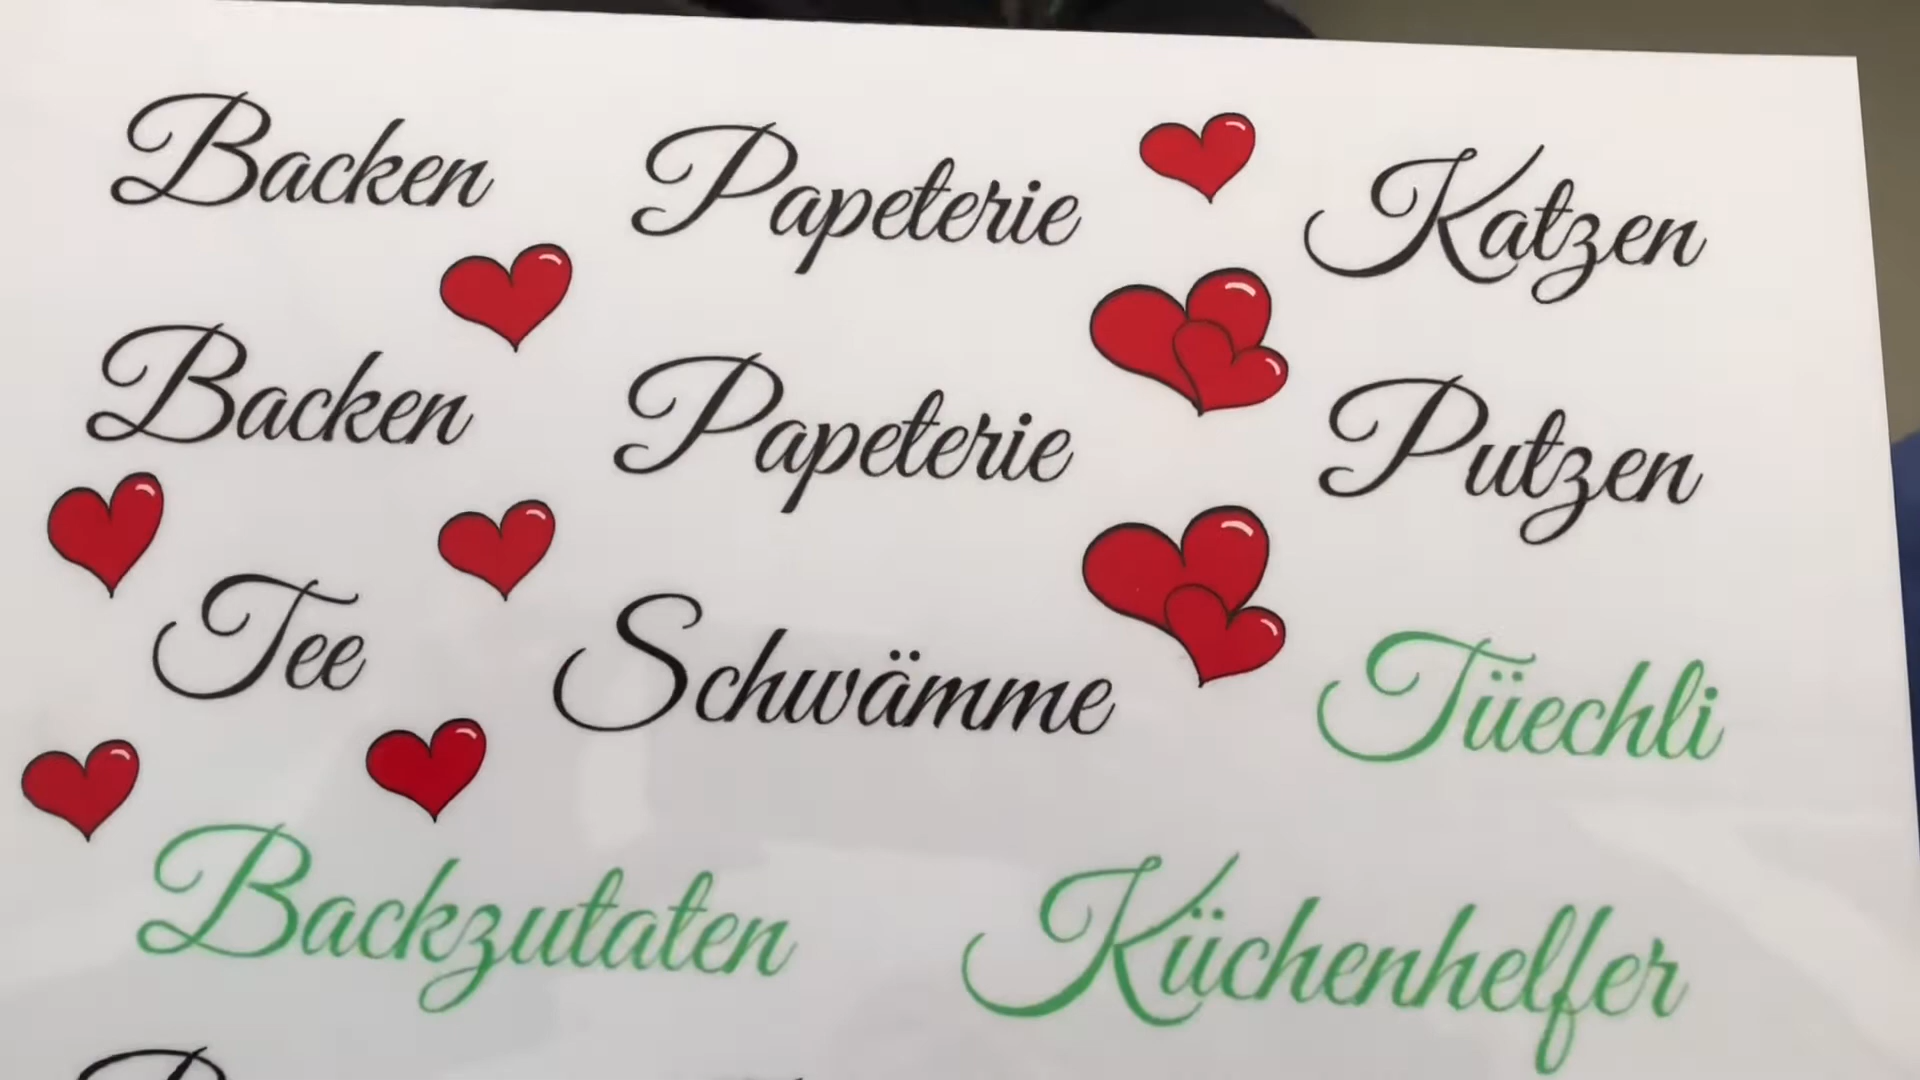 Backen Papeterie Katzen
Backen Papeterie Putzen
Tee Schwämme Tüechli
Backzutaten Küchenhelfer